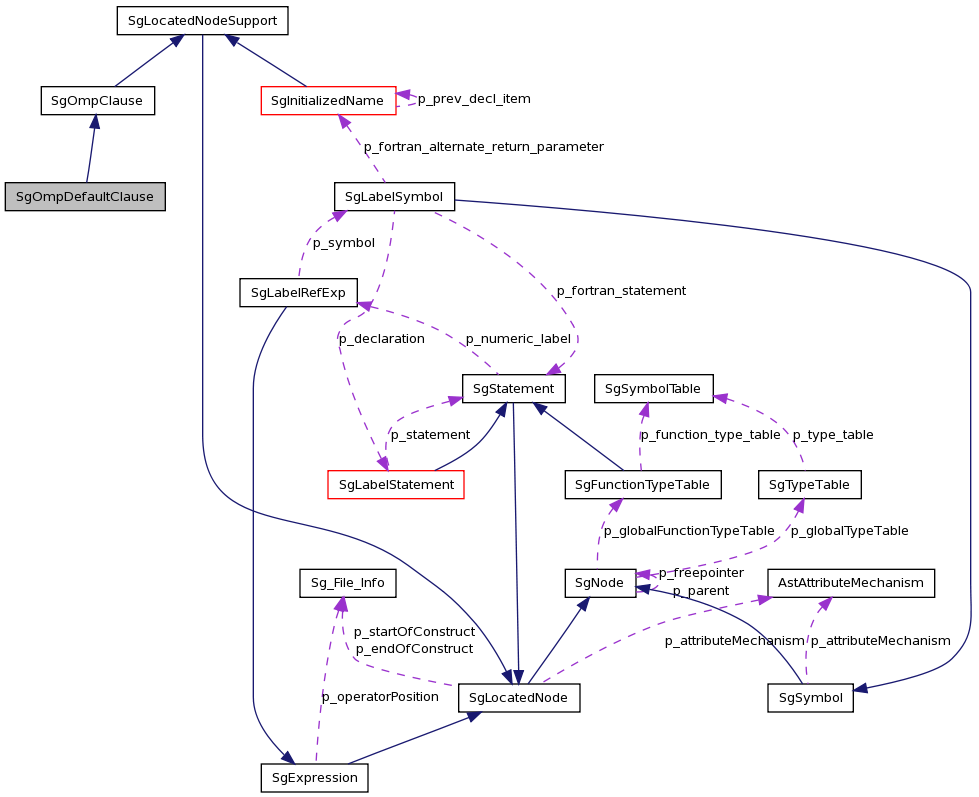 SgLocatedNodeSupport
SgOmpClause
SgInitializedName
p_prev_decl_item
p_fortran_alternate_return_parameter
SgOmpDefaultClause
SgLabelSymbol
p_symbol
SgLabelRefExp
p_fortran_statement
p_declaration
p_numeric_label
SgStatement
SgSymbolTable
p_statement
p_function_type_table
p_type_table
SgLabelStatement
SgFunctionTypeTable
SgTypeTable
p_globalFunctionTypeTable
p_globalTypeTable
Sg_File_Info
SgNode
p_freepointer
p_parent
AstAttributeMechanism
p_startOfConstruct
p_endOfConstruct
p_attributeMechanism
p_attributeMechanism
p_operatorPosition
SgLocatedNode
SgSymbol
SgExpression